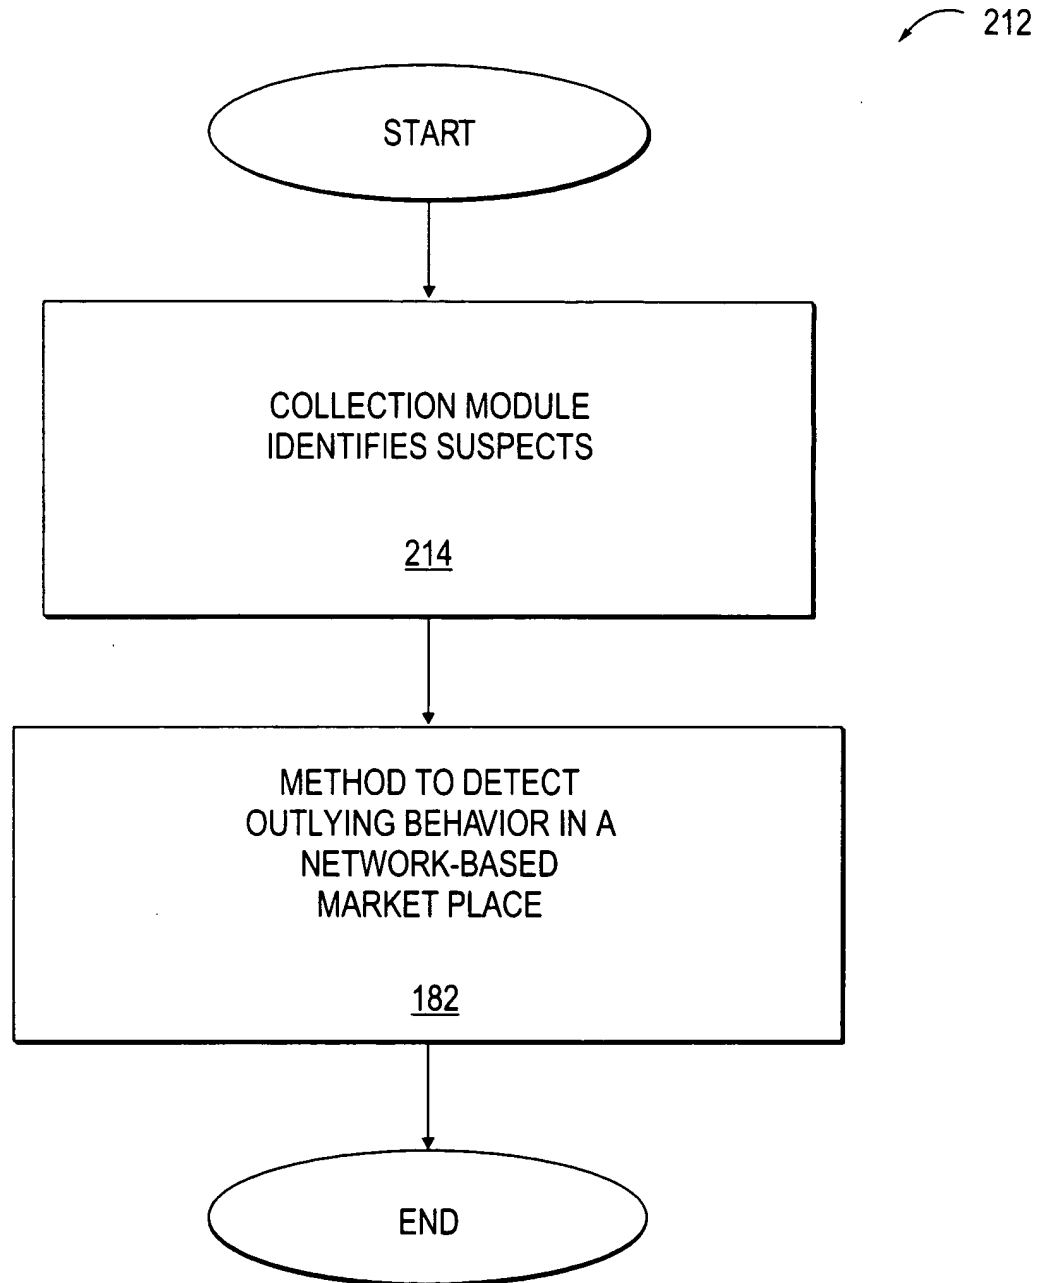 212
START
COLLECTION MODULE
IDENTIFIES SUSPECTS
214
METHOD TO DETECT
OUTLYING BEHAVIOR IN A
NETWORK-BASED
MARKET PLACE
182
END